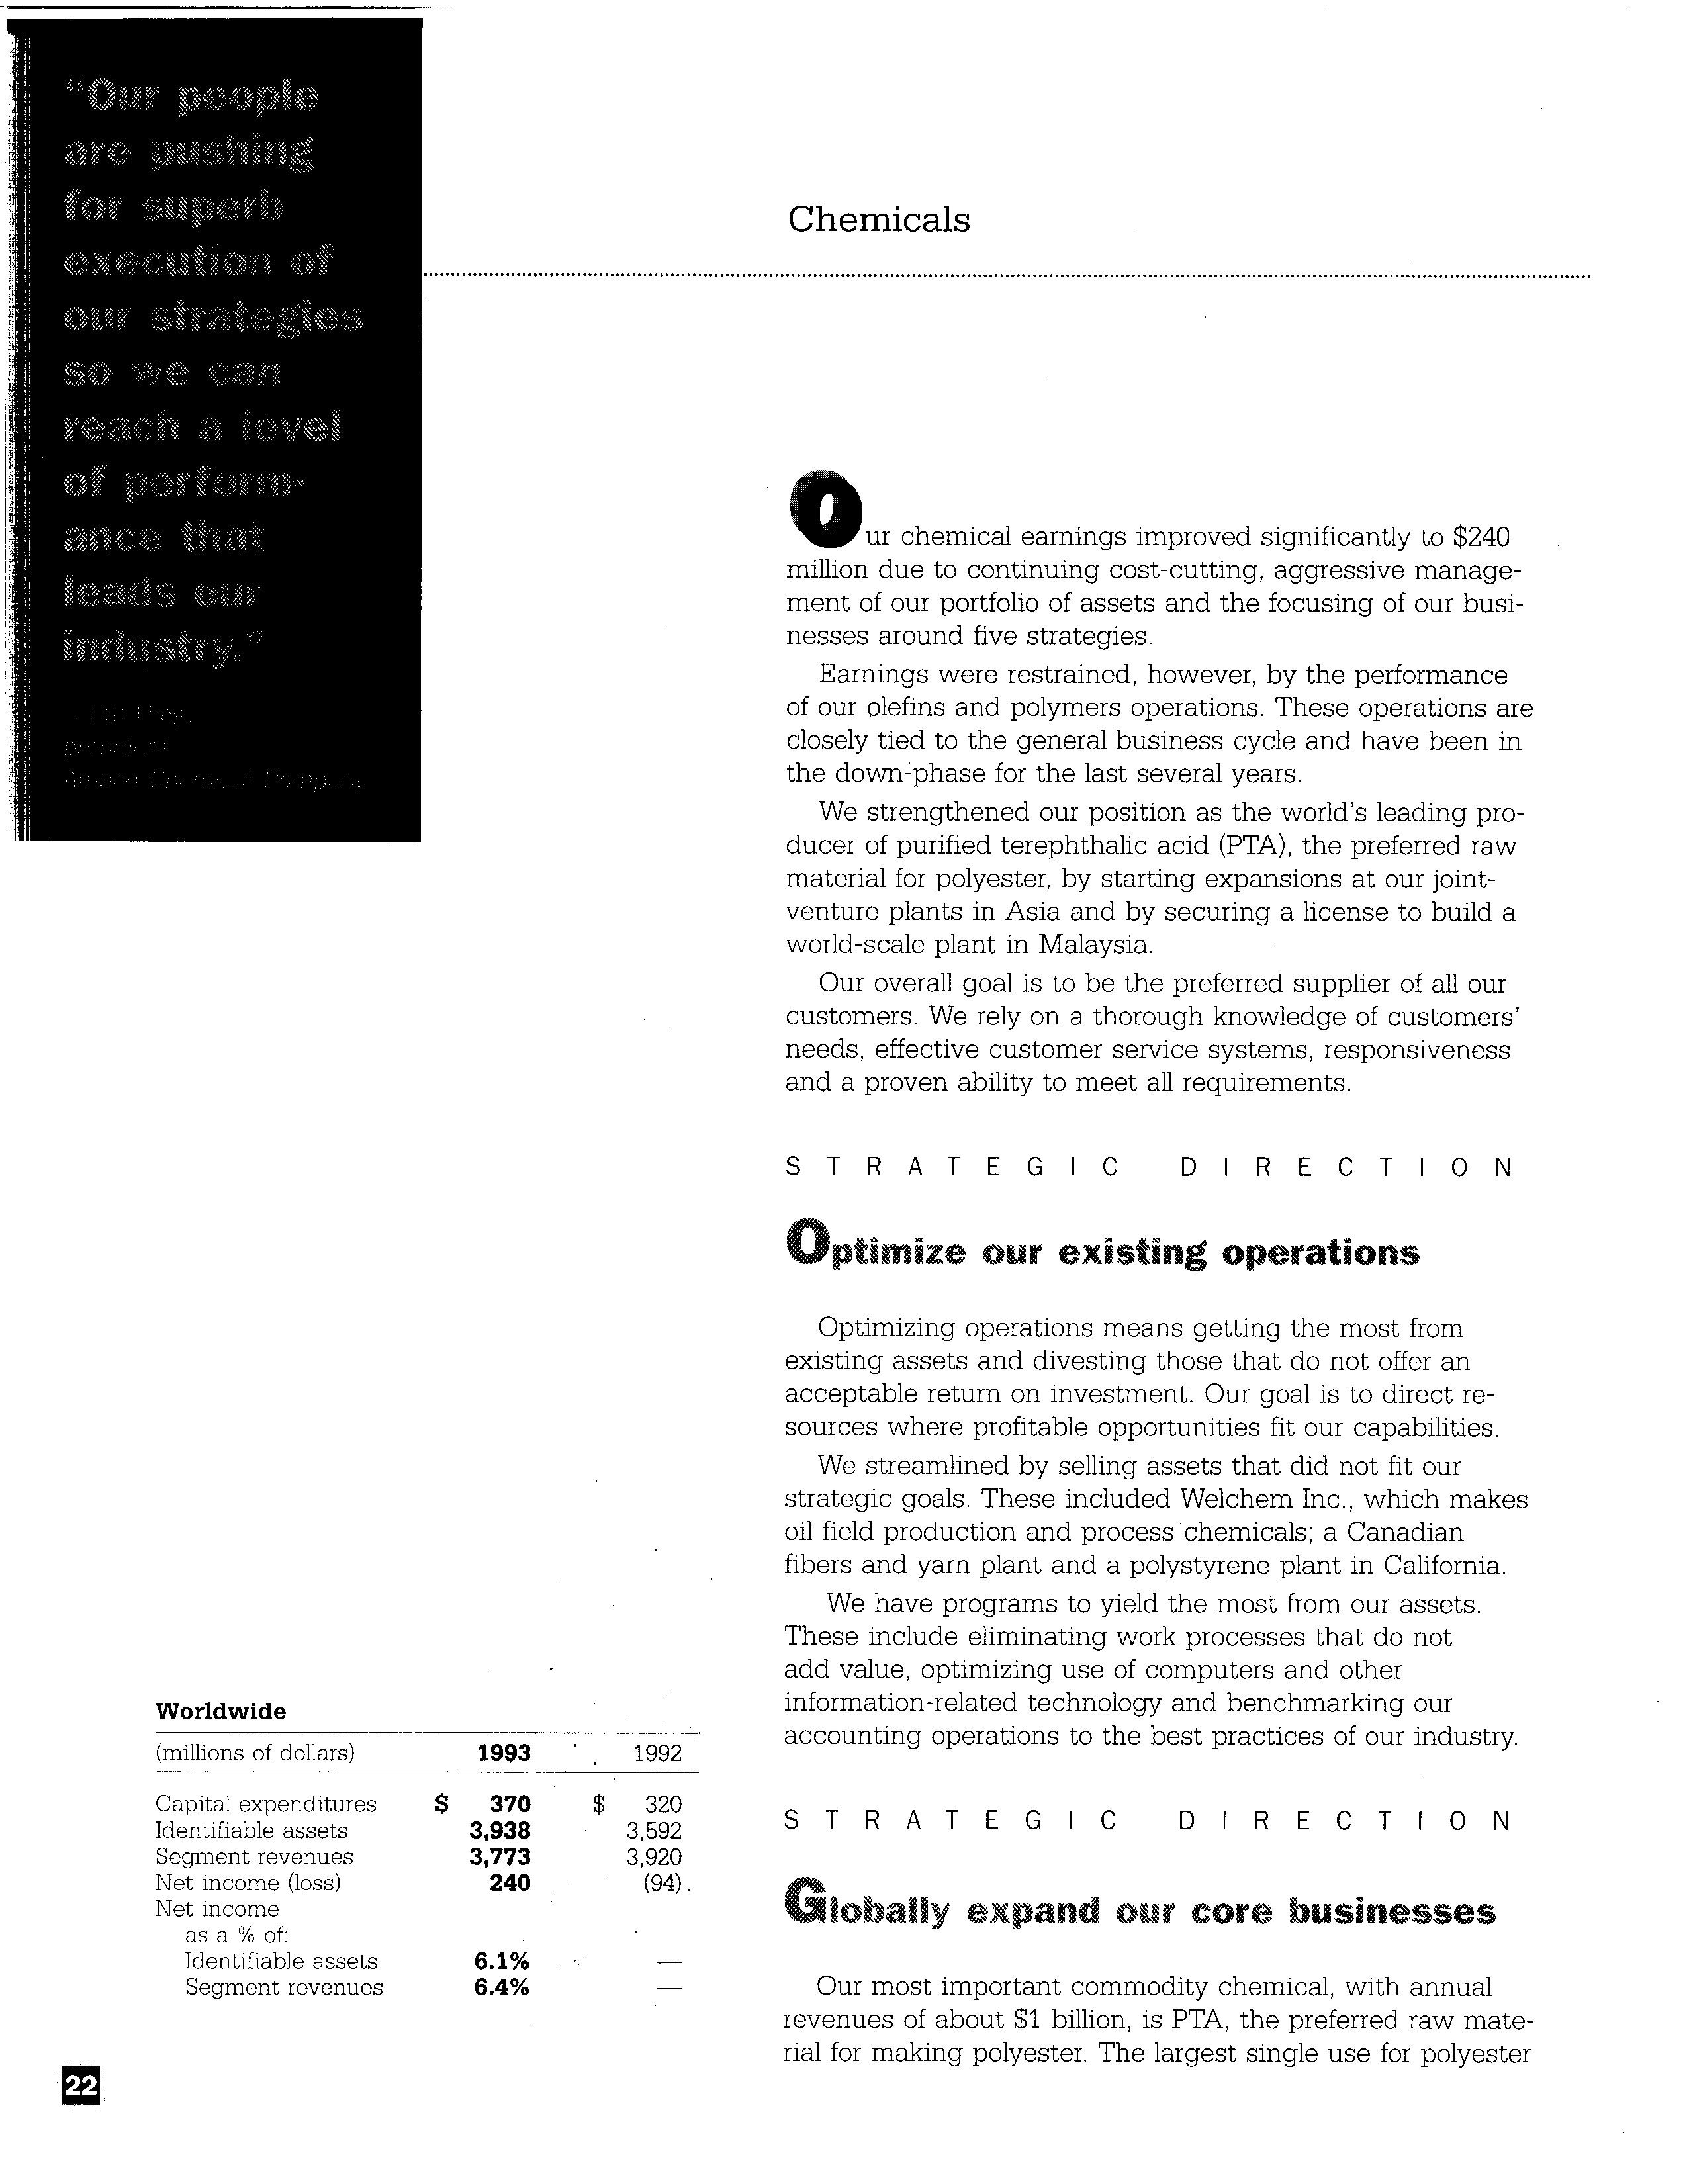 “Our people
are pushing
for superb
execution of
our strategies
so we can
reach a level
of perform-
ance that
leads our
industry.”
Chemical Company
Chemicals
Our chemical earnings improved significantly to $240
million due to continuing cost-cutting, aggressive manage-
ment of our portfolio of assets and the focusing of our busi-
nesses around five strategies.
Earnings were restrained, however, by the performance
of our olefins and polymers operations. These operations are
closely tied to the general business cycle and have been in
the down-phase for the last several years.
We strengthened our position as the world's leading pro-
ducer of purified terephthalic acid (PTA), the preferred raw
material for polyester, by starting expansions at our joint-
venture plants in Asia and by securing a license to build a
world-scale plant in Malaysia.
Our overall goal is to be the preferred supplier of all our
customers. We rely on a thorough knowledge of customers'
needs, effective customer service systems, responsiveness
and a proven ability to meet all requirements.
STRATEGIC DIRECTION
Optimize our existing operations
Optimizing operations means getting the most from
existing assets and divesting those that do not offer an
acceptable return on investment. Our goal is to direct re-
sources where profitable opportunities fit our capabilities.
We streamlined by selling assets that did not fit our
strategic goals. These included Welchem Inc., which makes
oil field production and process chemicals; a Canadian
fibers and yarn plant and a polystyrene plant in California.
We have programs to yield the most from our assets.
These include eliminating work processes that do not
add value, optimizing use of computers and other
information-related technology and benchmarking our
accounting operations to the best practices of our industry.
STRATEGIC DIRECTION
Globally expand our core businesses
Our most important commodity chemical, with annual
revenues of about $1 billion, is PTA, the preferred raw mate-
rial for making polyester. The largest single use for polyester
Worldwide
(millions of dollars) 1993 1992
Capital expenditures $ 370 $ 320
Identifiable assets 3,938 3,592
Segment revenues 3,773 3,920
Net income (loss) 240 (94)
Net income
as a % of:
Identifiable assets 6.1% —
Segment revenues 6.4% —
22